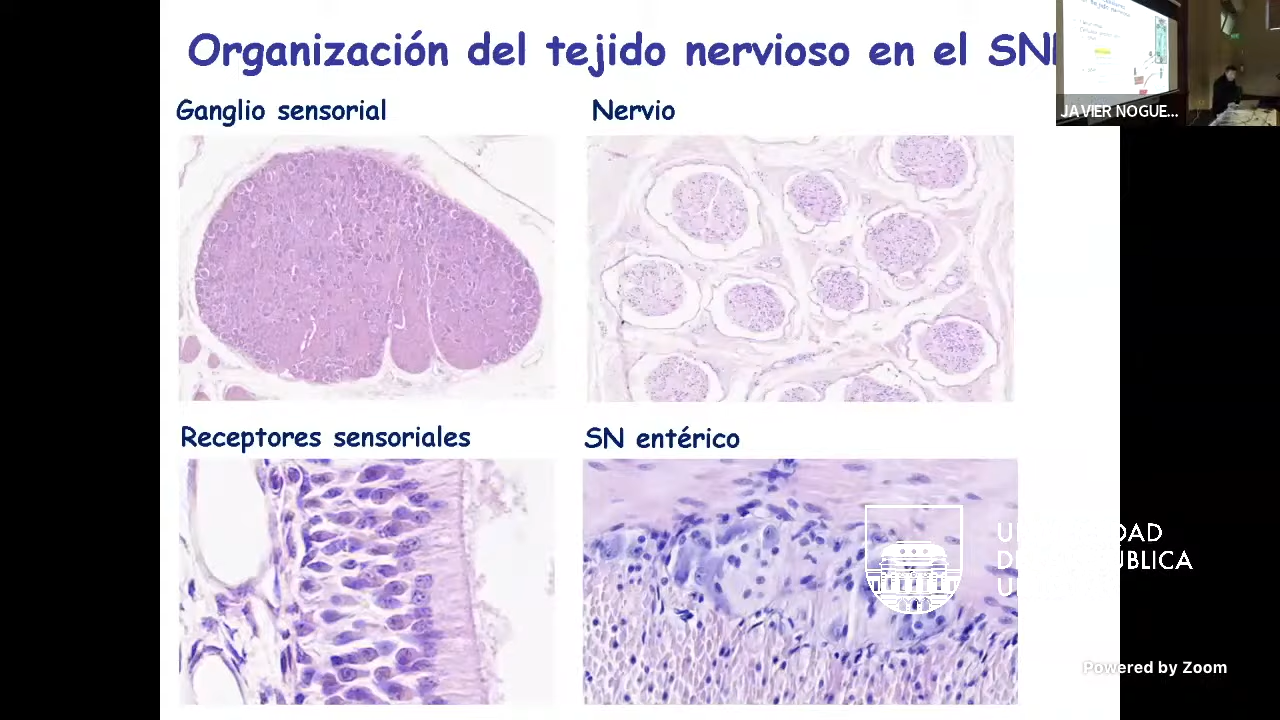 Organización del tejido nervioso en el SN
JAVIER NOGUE...
Ganglio sensorial
Nervio
Receptores sensoriales
SN entérico
Powered by Zoom